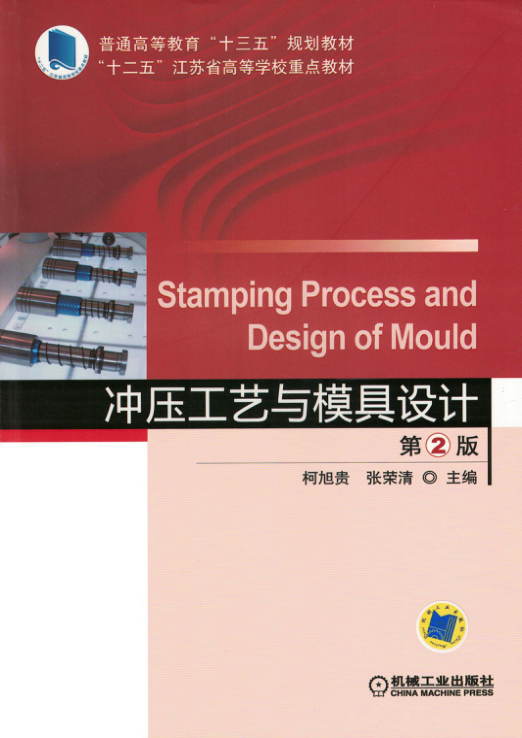 普通高等教育“十三五”规划教材
“十二五”江苏省高等学校重点教材
Stamping Process and
Design of Mould
冲压工艺与模具设计
第2版
柯旭贵 张荣清 ◎ 主编
机械工业出版社
CHINA MACHINE PRESS